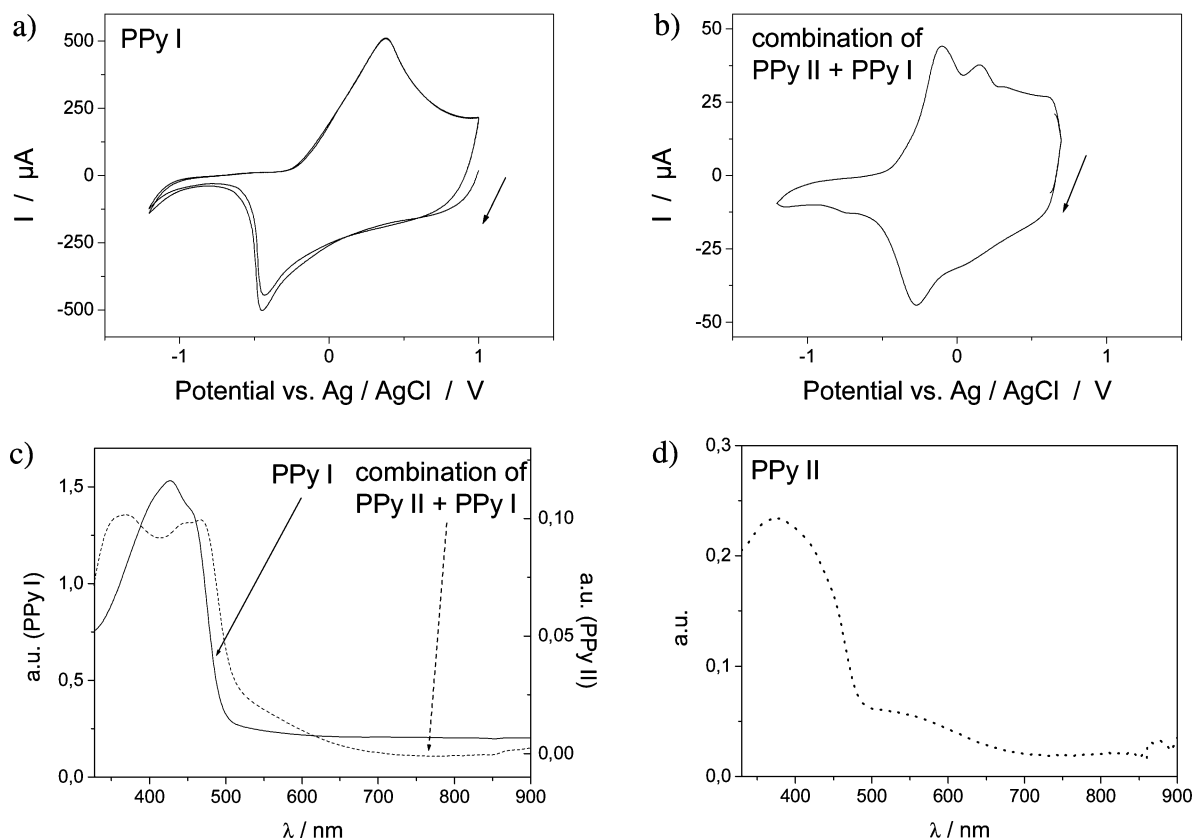 a)
PPy I
500
250
0
-250
-500
I / µA
-1
0
1
Potential vs. Ag / AgCl / V
b)
combination of
PPy II + PPy I
50
25
0
-25
-50
I / µA
-1
0
1
Potential vs. Ag / AgCl / V
c)
PPy I
combination of
PPy II + PPy I
1,5
1,0
0,5
0,0
a.u. (PPy I)
0,10
0,05
0,00
a.u. (PPy II)
400
500
600
700
800
900
λ / nm
d)
PPy II
0,3
0,2
0,1
0,0
a.u.
400
500
600
700
800
900
λ / nm